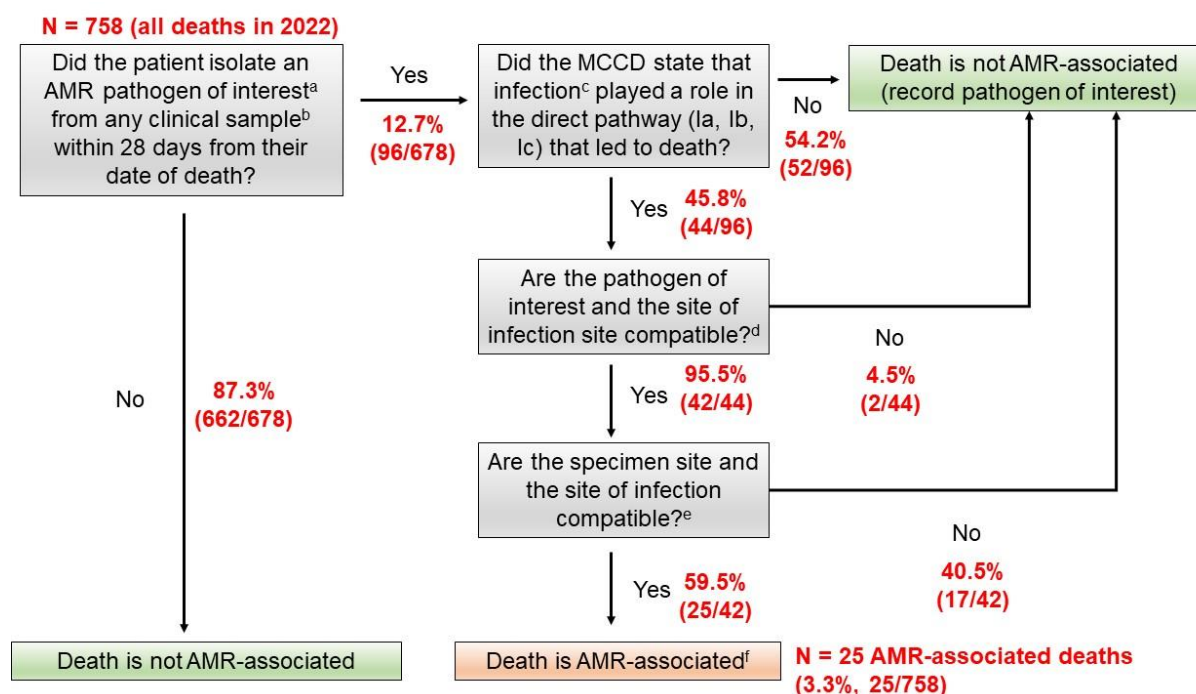 N = 758 (all deaths in 2022)
Did the patient isolate an
AMR pathogen of interestᵃ
from any clinical sampleᵇ
within 28 days from their
date of death?
Yes
12.7%
(96/678)
Did the MCCD state that
infectionᶜ played a role in
the direct pathway (Ia, Ib,
Ic) that led to death?
No
54.2%
(52/96)
Death is not AMR-associated
(record pathogen of interest)
Yes
45.8%
(44/96)
Are the pathogen of
interest and the site of
infection site compatible?ᵈ
No
4.5%
(2/44)
No
87.3%
(662/678)
Yes
95.5%
(42/44)
Are the specimen site and
the site of infection
compatible?ᵉ
No
40.5%
(17/42)
Yes
59.5%
(25/42)
Death is not AMR-associated
Death is AMR-associatedᶠ
N = 25 AMR-associated deaths
(3.3%, 25/758)